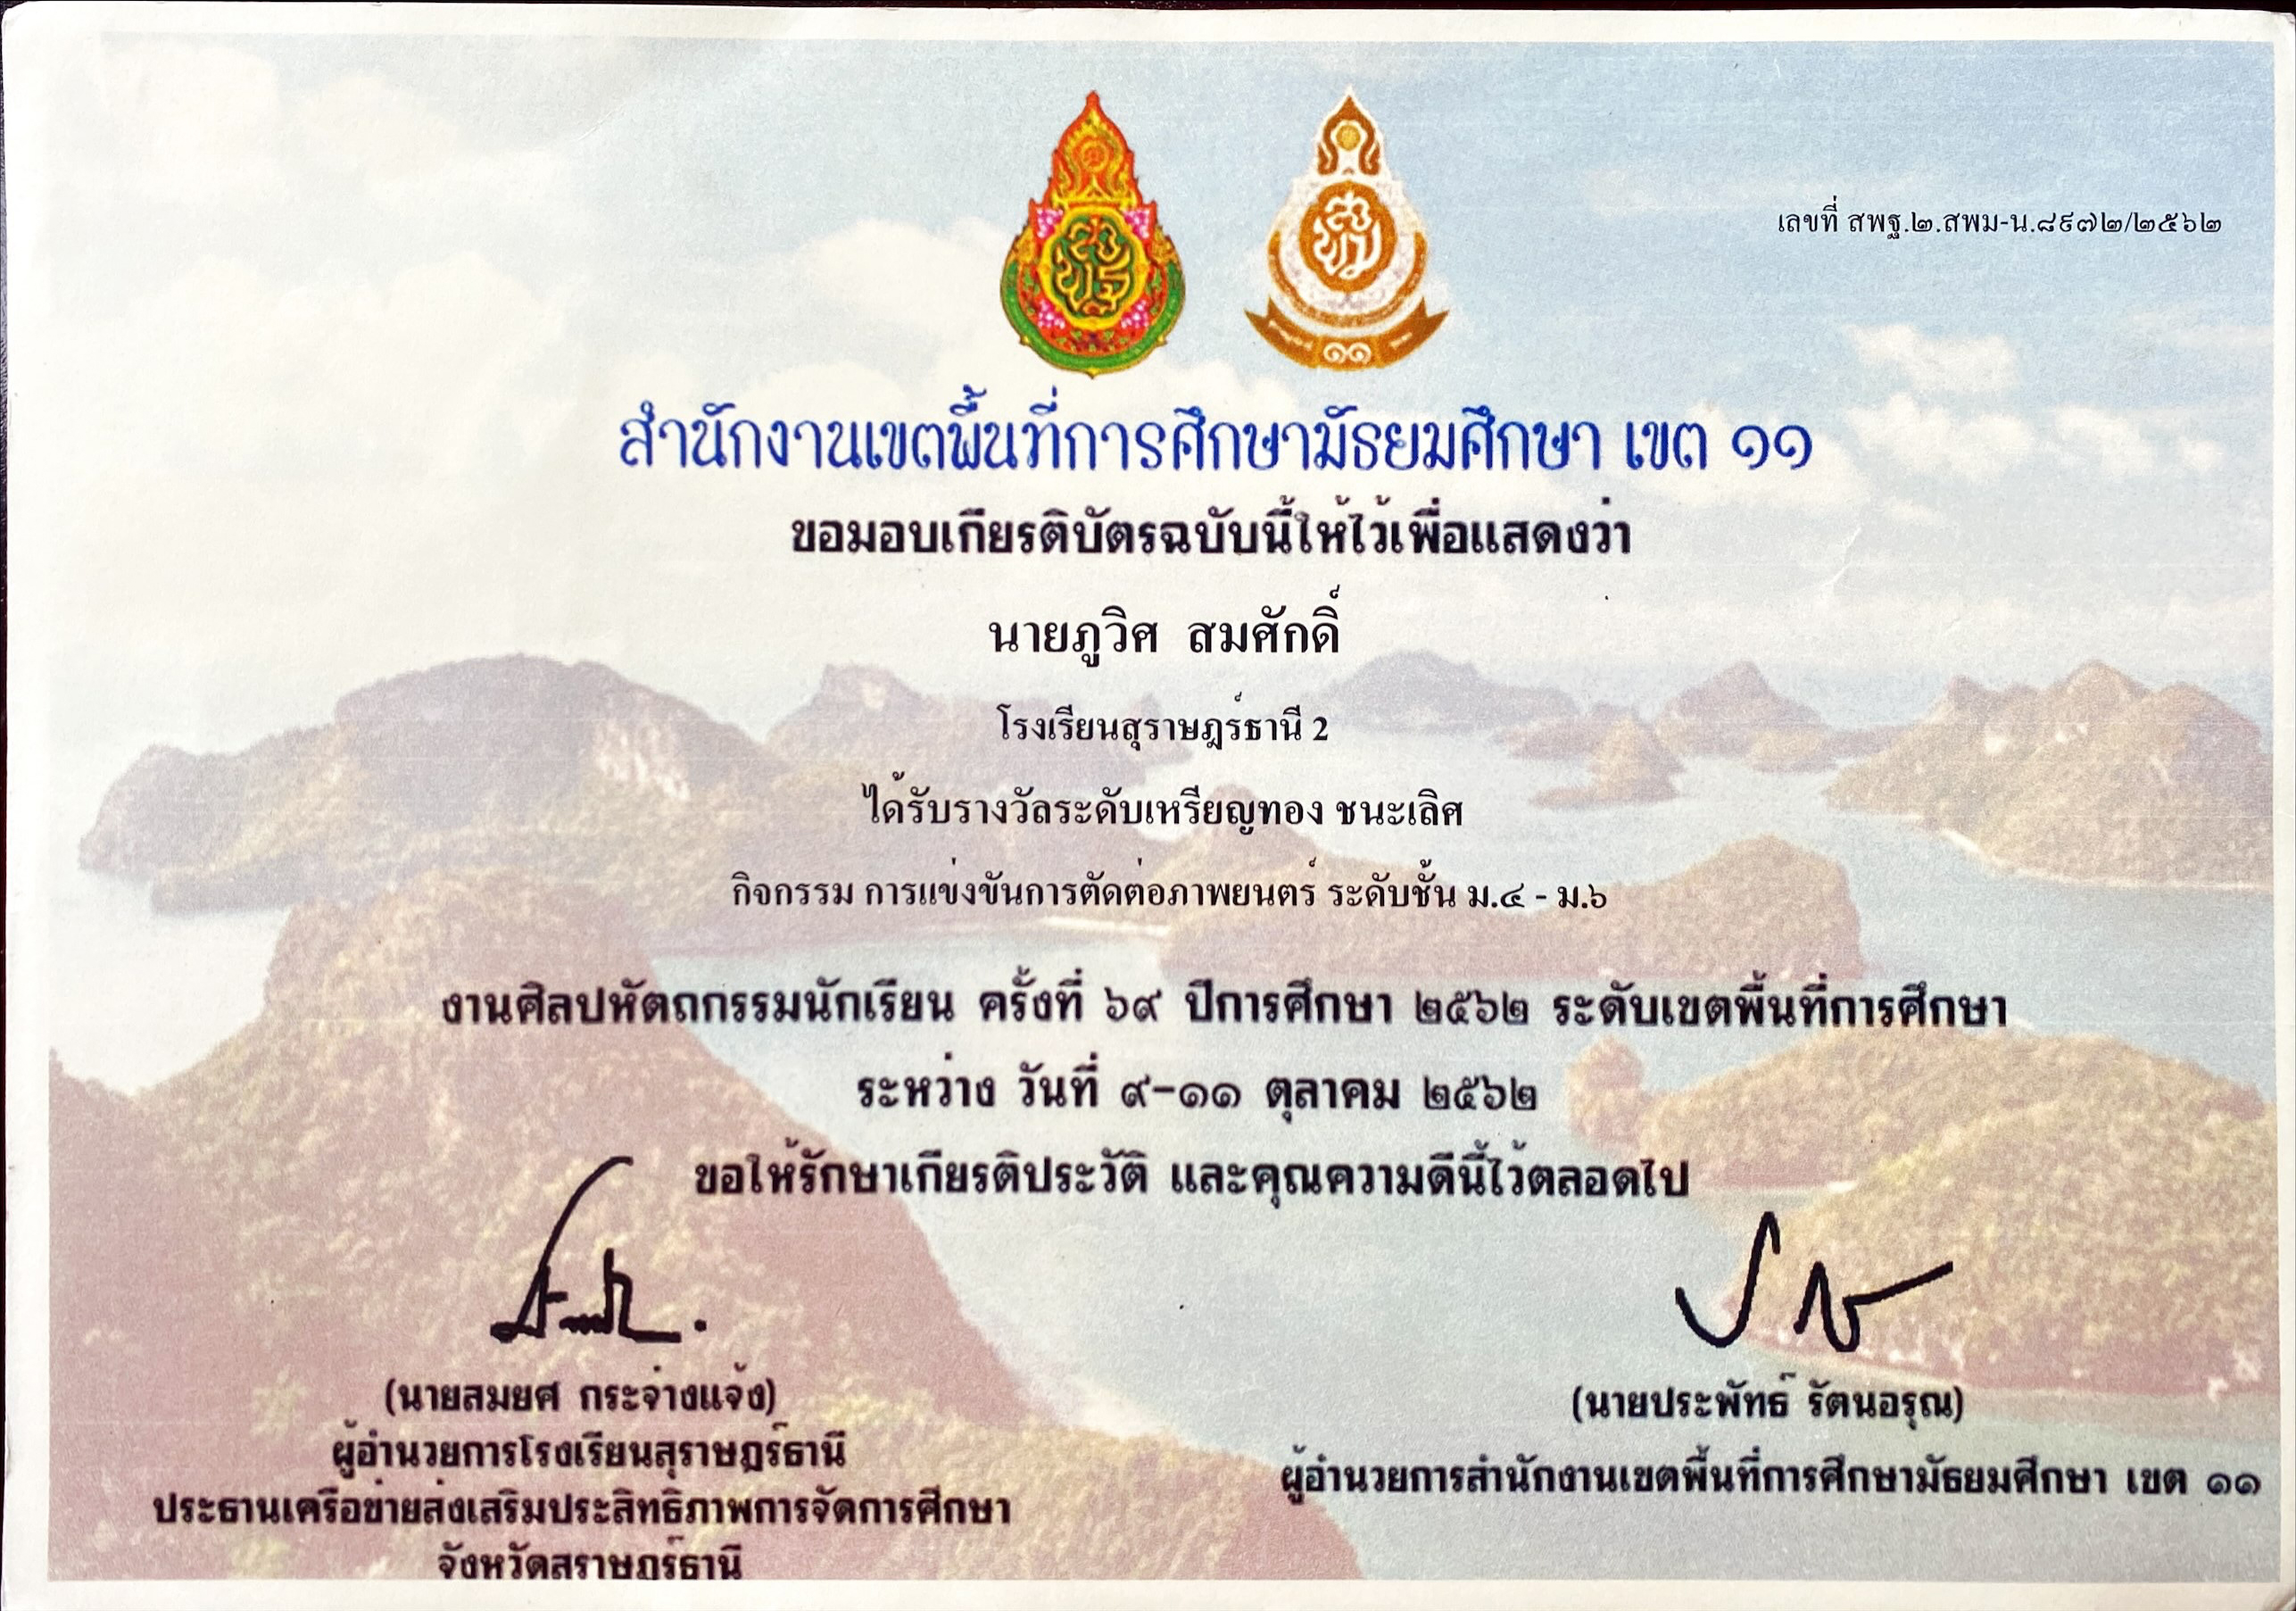 เลขที่ สพฐ.๒.สพม-น.๘๙๗๒/๒๕๖๒
๑๑
สำนักงานเขตพื้นที่การศึกษามัธยมศึกษา เขต ๑๑
ขอมอบเกียรติบัตรฉบับนี้ให้ไว้เพื่อแสดงว่า
นายภูวิศ สมศักดิ์
โรงเรียนสุราษฎร์ธานี 2
ได้รับรางวัลระดับเหรียญทอง ชนะเลิศ
กิจกรรม การแข่งขันการตัดต่อภาพยนตร์ ระดับชั้น ม.๔ - ม.๖
งานศิลปหัตถกรรมนักเรียน ครั้งที่ ๖๙ ปีการศึกษา ๒๕๖๒ ระดับเขตพื้นที่การศึกษา
ระหว่าง วันที่ ๙-๑๑ ตุลาคม ๒๕๖๒
ขอให้รักษาเกียรติประวัติ และคุณความดีนี้ไว้ตลอดไป
(นายสมยศ กระจ่างแจ้ง)
ผู้อำนวยการโรงเรียนสุราษฎร์ธานี
ประธานเครือข่ายส่งเสริมประสิทธิภาพการจัดการศึกษา
จังหวัดสุราษฎร์ธานี
(นายประพัทธ์ รัตนอรุณ)
ผู้อำนวยการสำนักงานเขตพื้นที่การศึกษามัธยมศึกษา เขต ๑๑